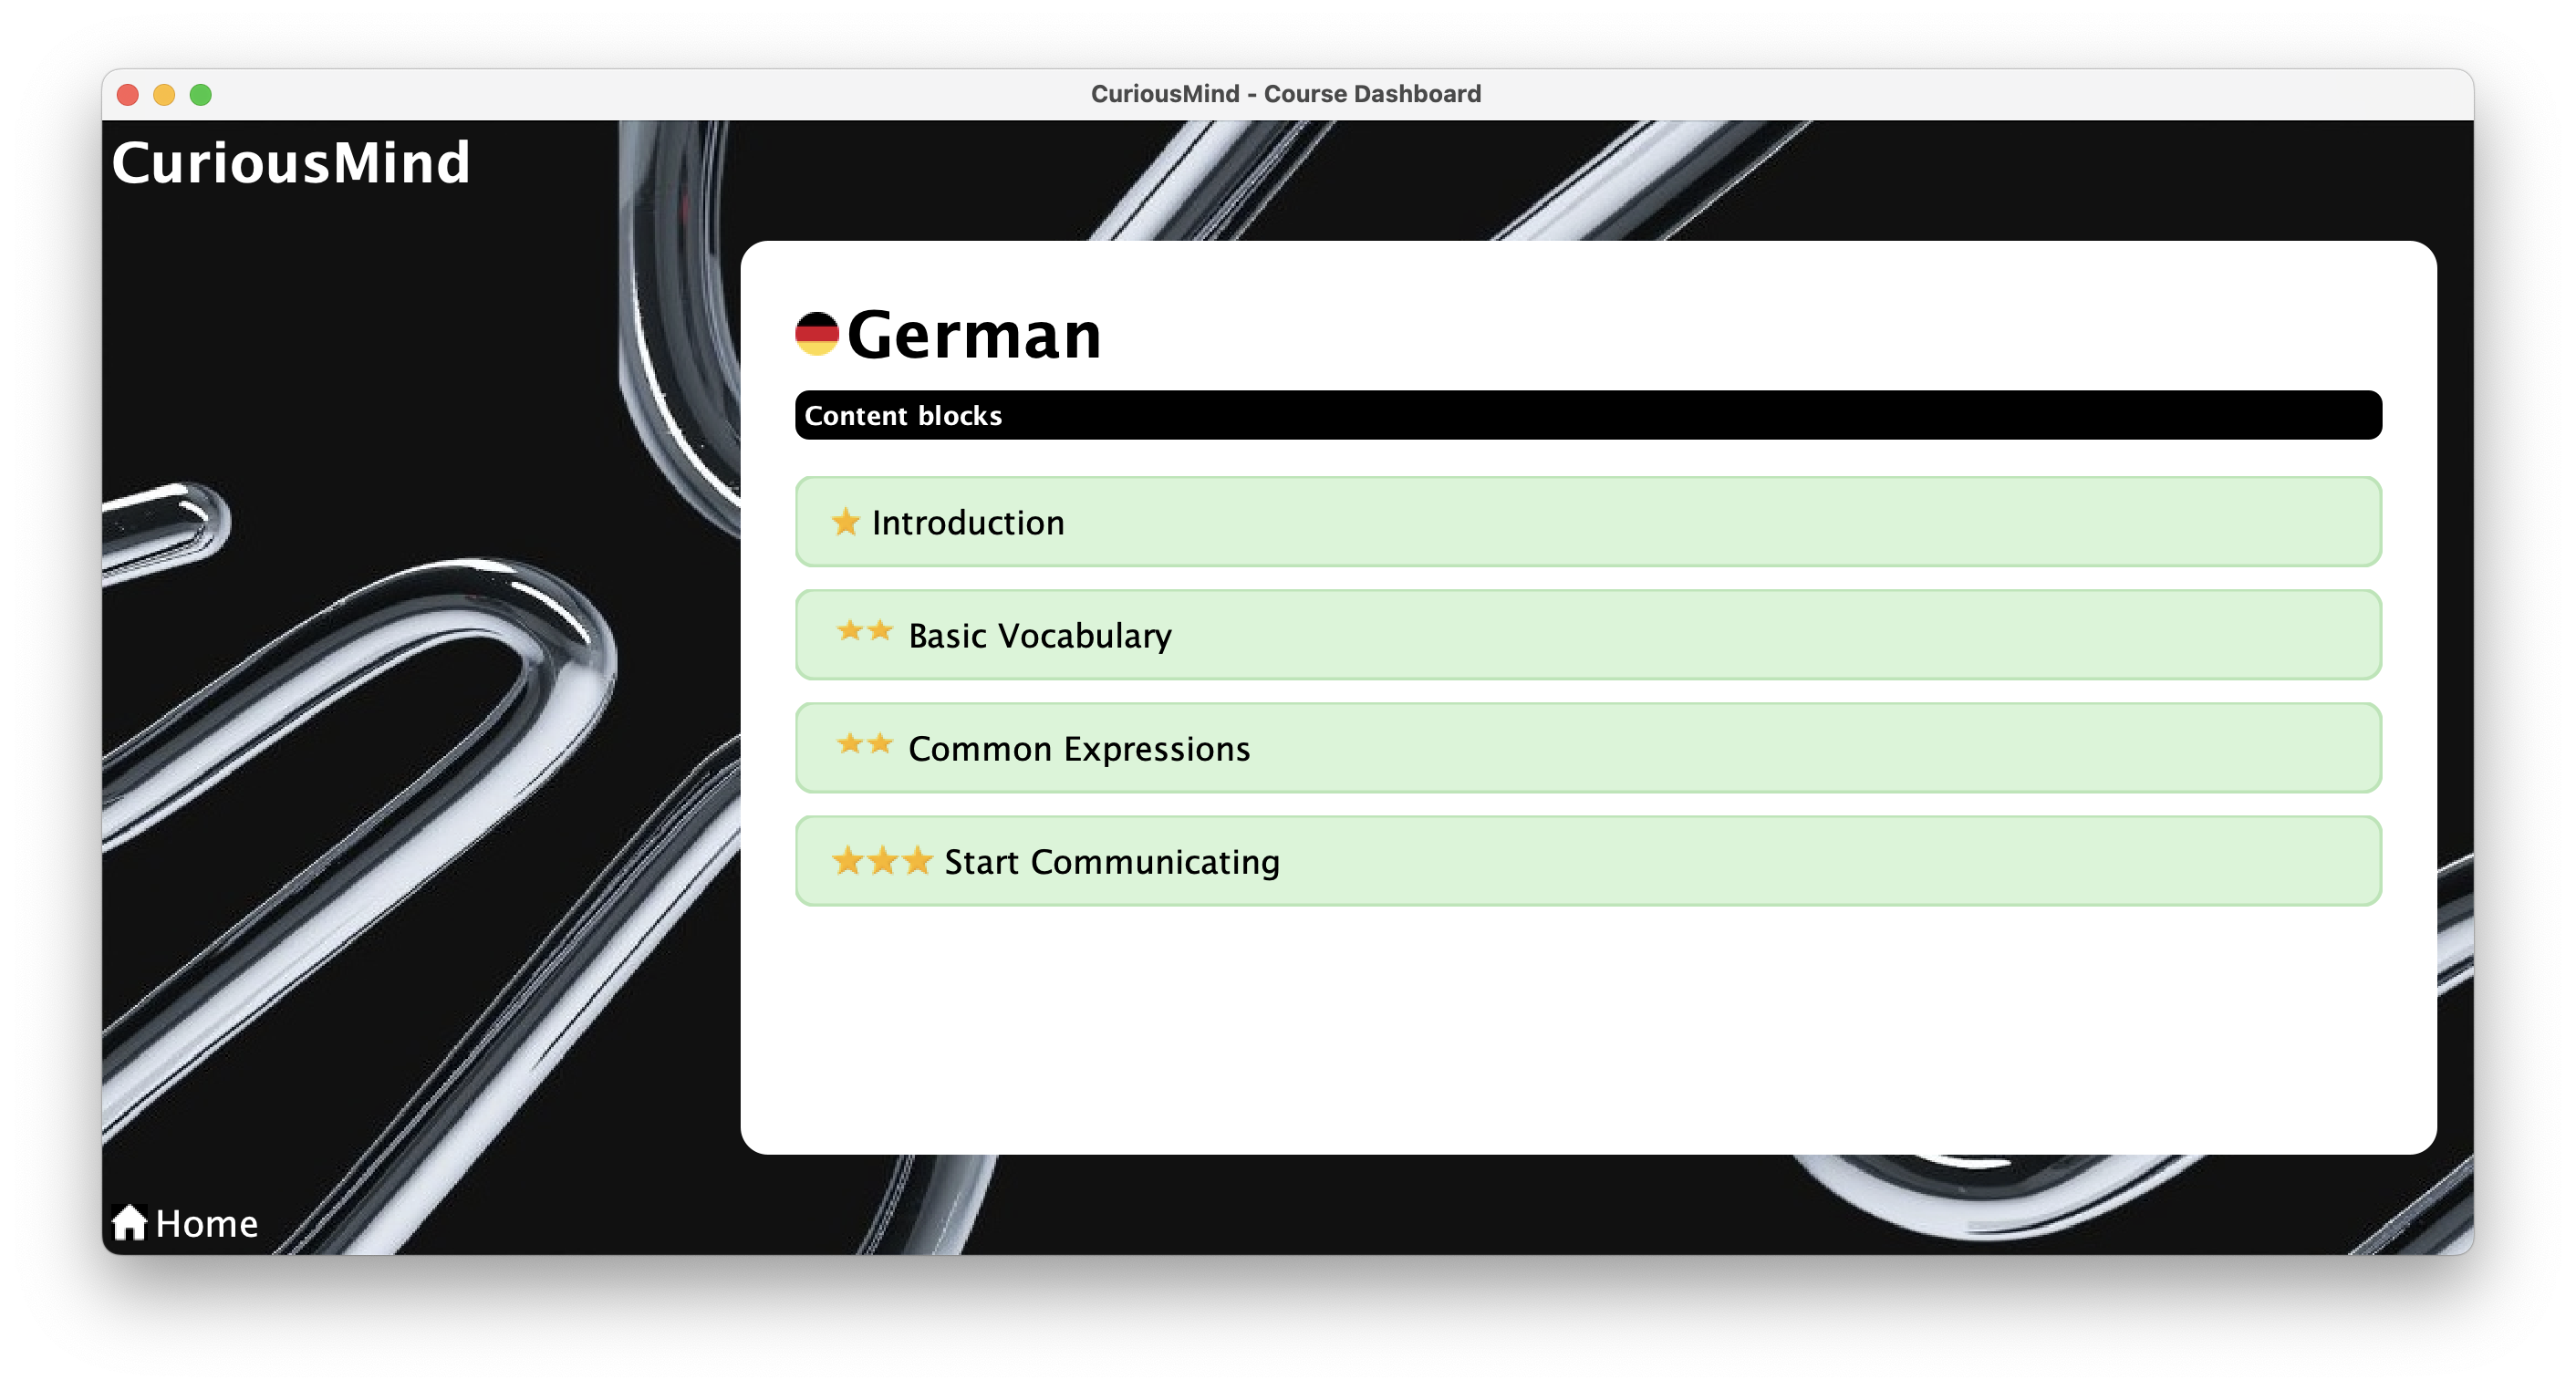 CuriousMind - Course Dashboard
CuriousMind
German
Content blocks
Introduction
Basic Vocabulary
Common Expressions
Start Communicating
Home